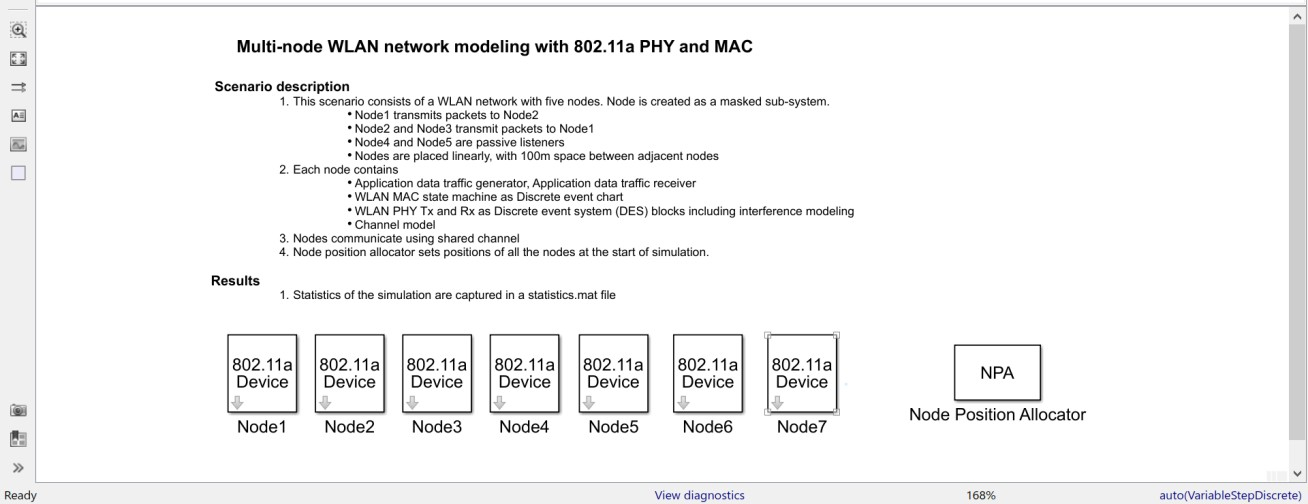 Multi-node WLAN network modeling with 802.11a PHY and MAC
Scenario description
1. This scenario consists of a WLAN network with five nodes. Node is created as a masked sub-system.
• Node1 transmits packets to Node2
• Node2 and Node3 transmit packets to Node1
• Node4 and Node5 are passive listeners
• Nodes are placed linearly, with 100m space between adjacent nodes
2. Each node contains
• Application data traffic generator, Application data traffic receiver
• WLAN MAC state machine as Discrete event chart
• WLAN PHY Tx and Rx as Discrete event system (DES) blocks including interference modeling
• Channel model
3. Nodes communicate using shared channel
4. Node position allocator sets positions of all the nodes at the start of simulation.
Results
1. Statistics of the simulation are captured in a statistics.mat file
802.11a
Device
Node1
802.11a
Device
Node2
802.11a
Device
Node3
802.11a
Device
Node4
802.11a
Device
Node5
802.11a
Device
Node6
802.11a
Device
Node7
NPA
Node Position Allocator
Ready
View diagnostics
168%
auto(VariableStepDiscrete)